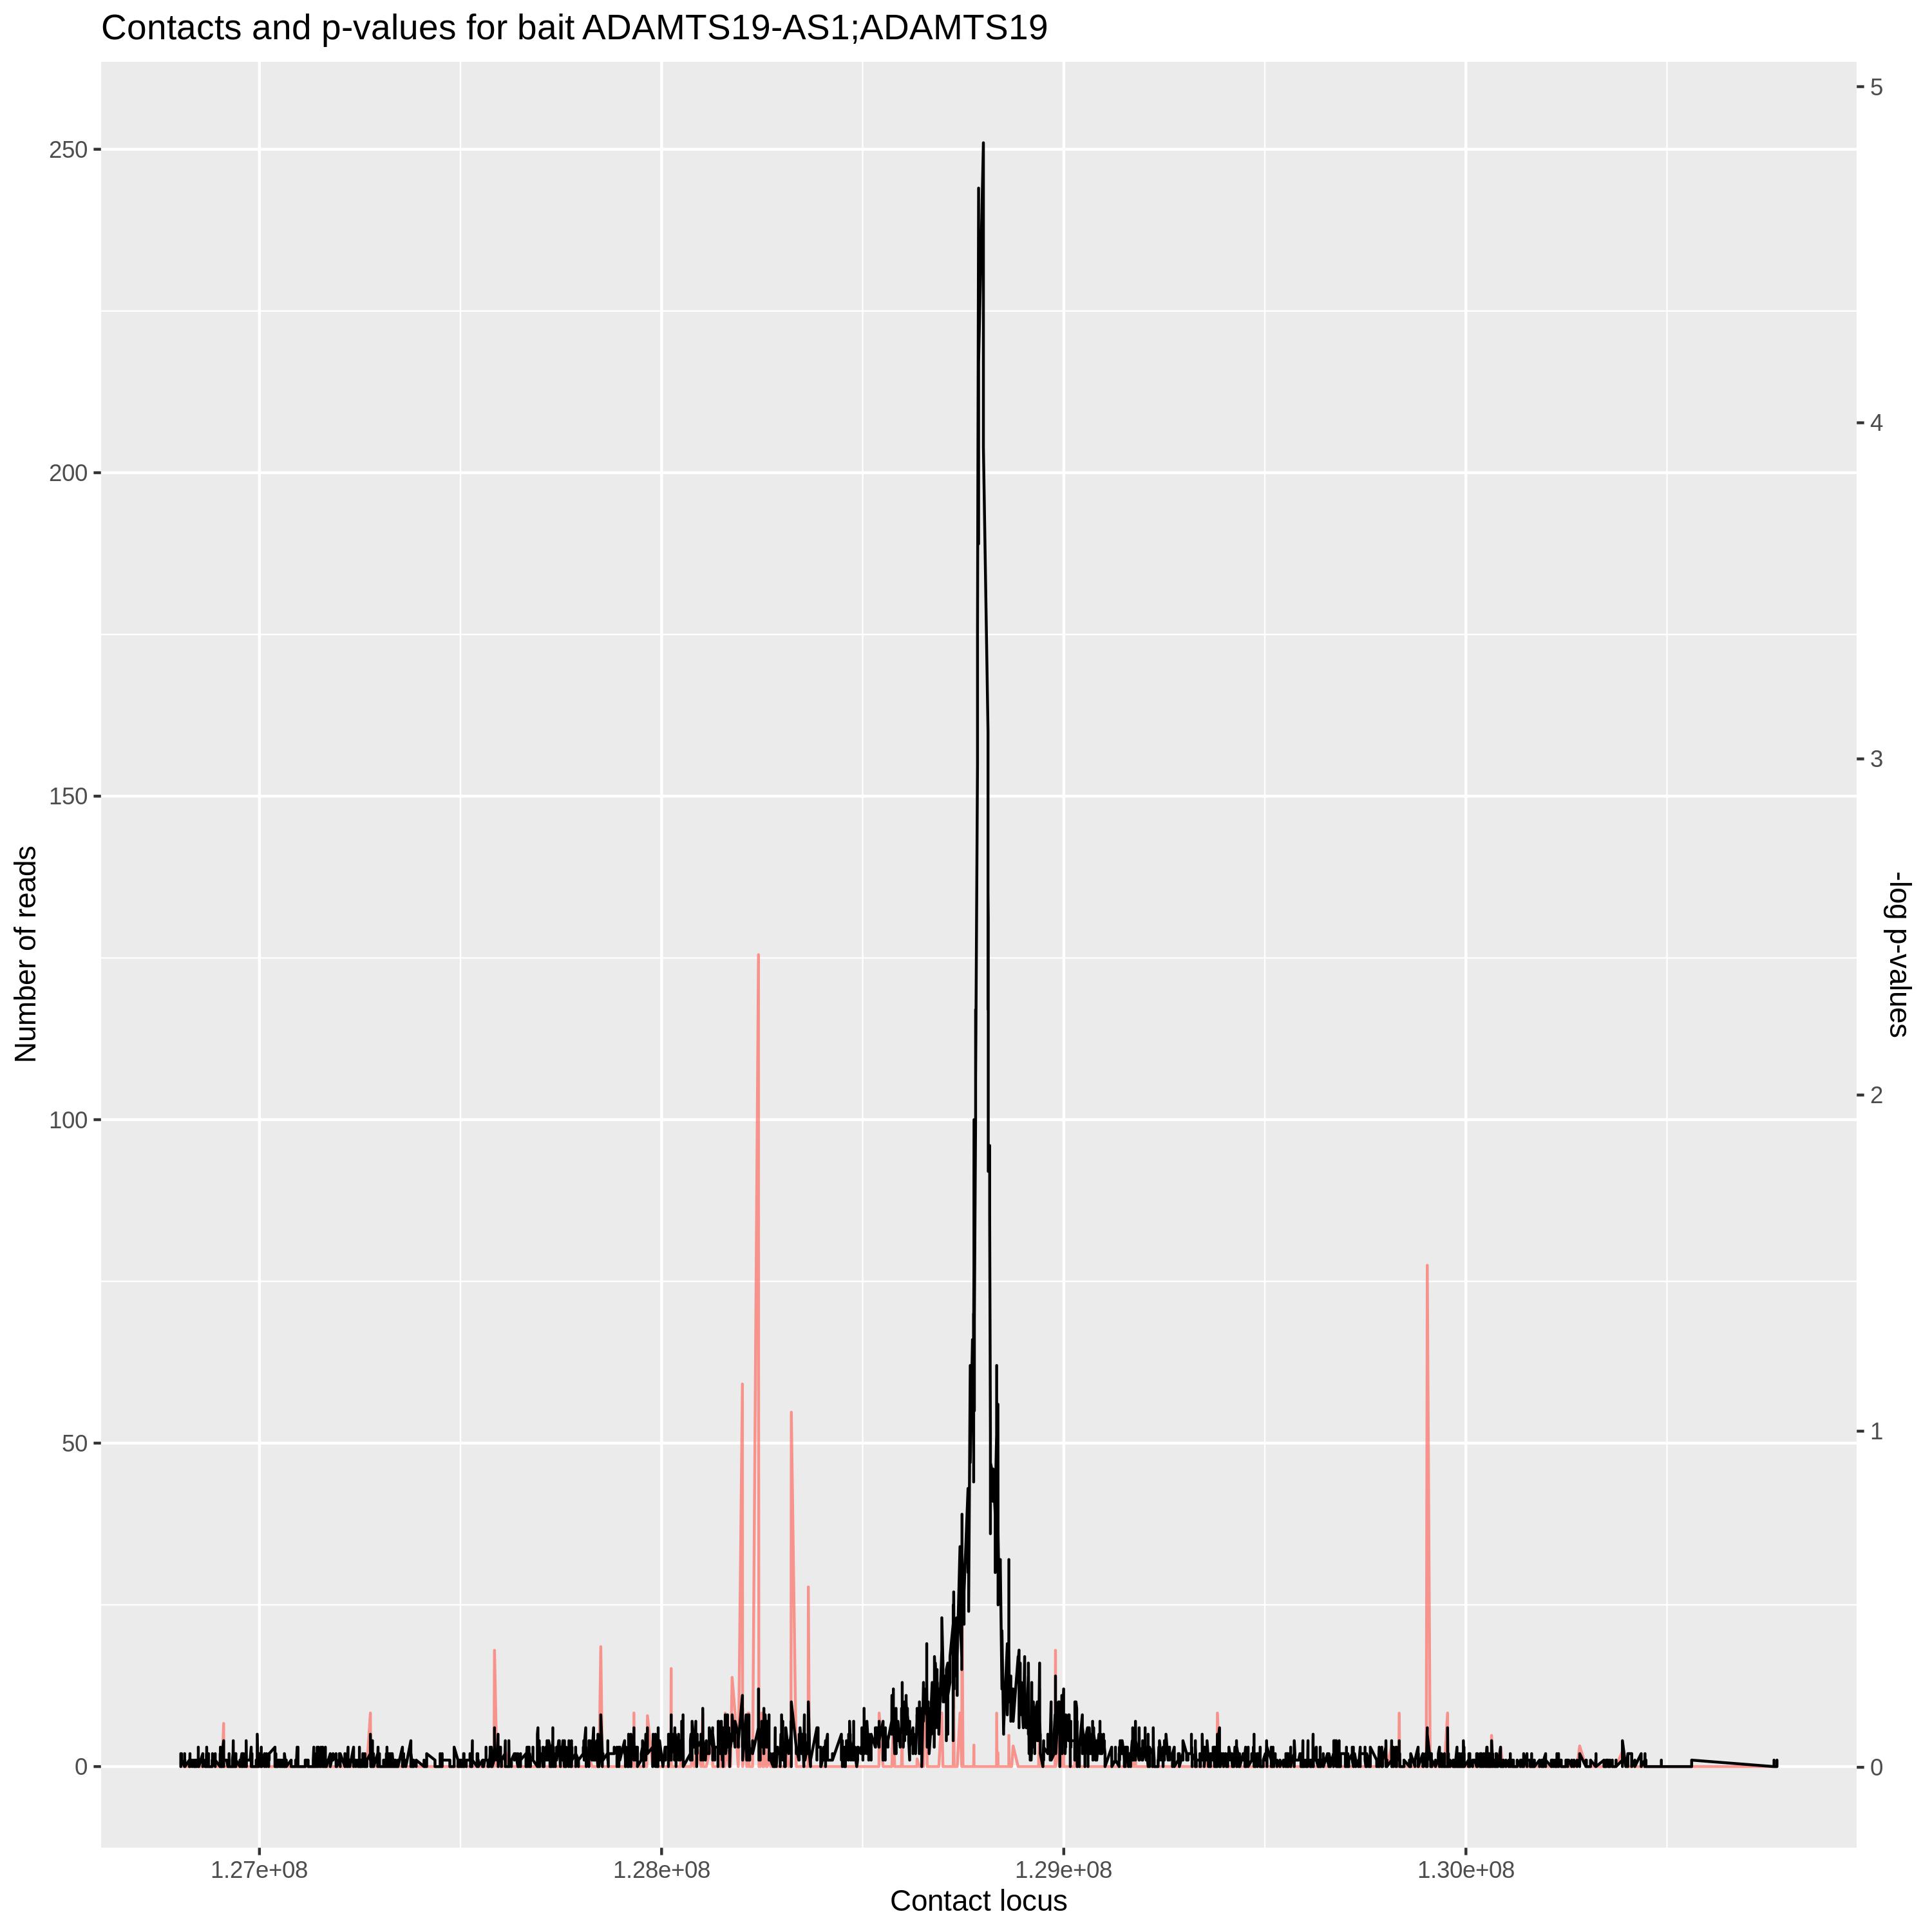 Contacts and p-values for bait ADAMTS19-AS1;ADAMTS19
250
200
150
100
50
0
Number of reads
5
4
3
2
1
0
-log p-values
1.27e+08
1.28e+08
1.29e+08
1.30e+08
Contact locus